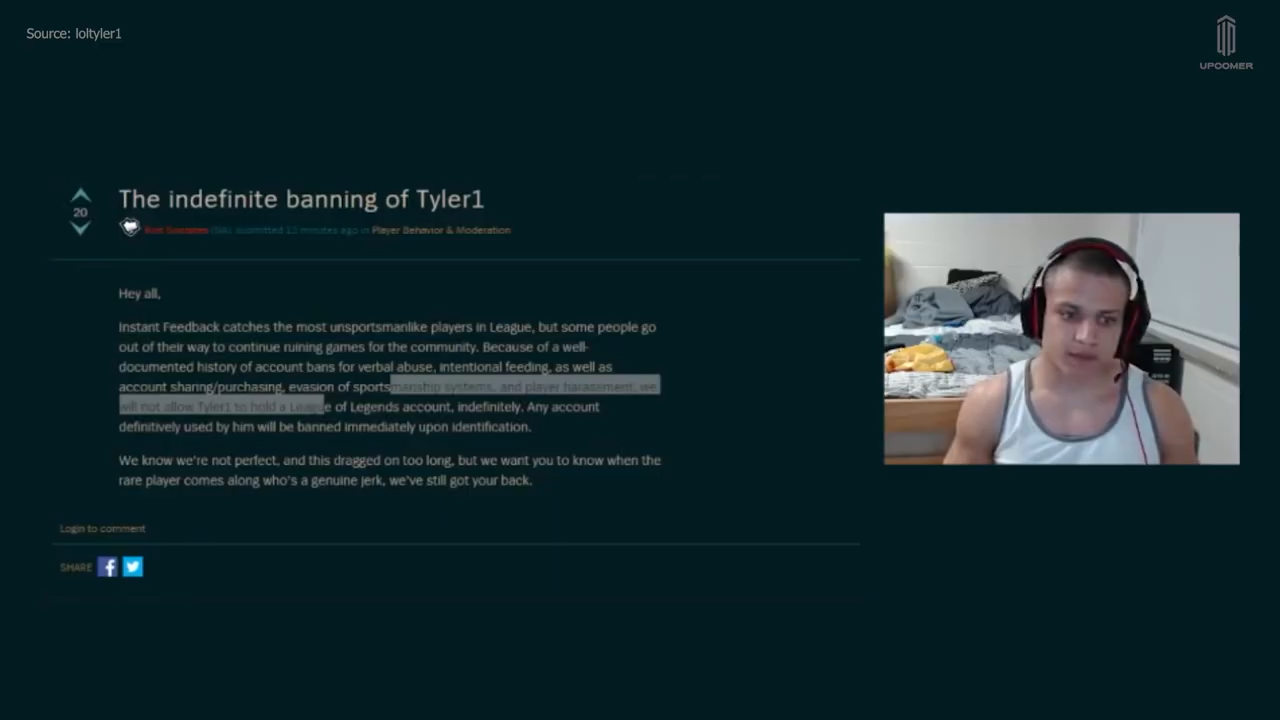 Source: loltyler1
UPOOMER
The indefinite banning of Tyler1
20
(NA) submitted 12 minutes ago in Player Behavior & Moderation
Hey all,
Instant Feedback catches the most unsportsmanlike players in League, but some people go
out of their way to continue ruining games for the community. Because of a well-
documented history of account bans for verbal abuse, intentional feeding, as well as
account sharing/purchasing, evasion of sportsmanship systems, and player harassment, we
will not allow Tyler1 to hold a League of Legends account, indefinitely. Any account
definitively used by him will be banned immediately upon identification.
We know we're not perfect, and this dragged on too long, but we want you to know when the
rare player comes along who's a genuine jerk, we've still got your back.
Login to comment
SHARE